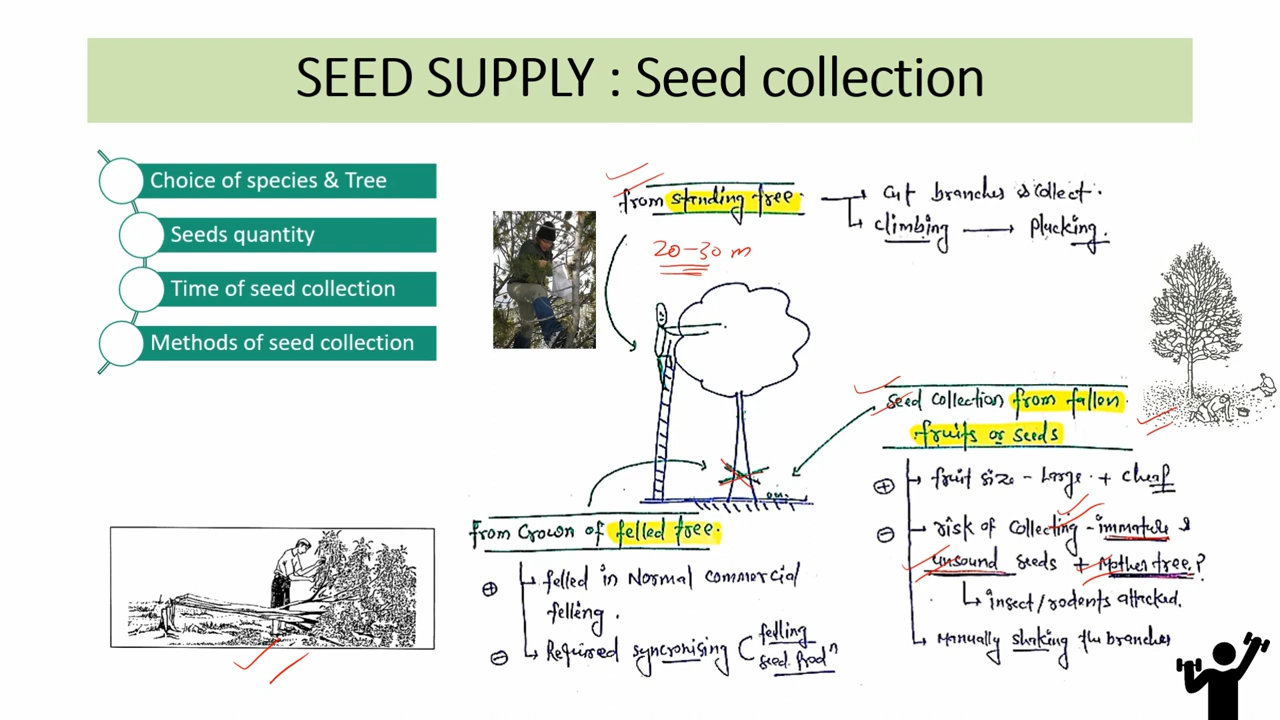 SEED SUPPLY : Seed collection
Choice of species & Tree
Seeds quantity
Time of seed collection
Methods of seed collection
from standing tree
cut branches & collect.
climbing → plucking.
20-30 m
Seed collection from fallen
fruits or seeds
⊕ fruit size - Large + cheap
⊖ risk of collecting - immature &
unsound seeds + Mother tree?
insect/rodents attacked.
Manually shaking the branches
from crown of felled tree.
⊕ felled in Normal commercial
felling.
⊖ Required syncronising felling
seed prodⁿ